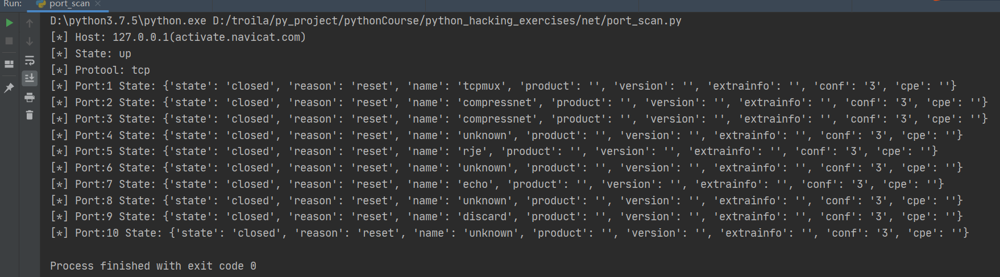 Run: port_scan
D:\python3.7.5\python.exe D:/troila/py_project/pythonCourse/python_hacking_exercises/net/port_scan.py
[*] Host: 127.0.0.1(activate.navicat.com)
[*] State: up
[*] Protool: tcp
[*] Port:1 State: {'state': 'closed', 'reason': 'reset', 'name': 'tcpmux', 'product': '', 'version': '', 'extrainfo': '', 'conf': '3', 'cpe': ''}
[*] Port:2 State: {'state': 'closed', 'reason': 'reset', 'name': 'compressnet', 'product': '', 'version': '', 'extrainfo': '', 'conf': '3', 'cpe': ''}
[*] Port:3 State: {'state': 'closed', 'reason': 'reset', 'name': 'compressnet', 'product': '', 'version': '', 'extrainfo': '', 'conf': '3', 'cpe': ''}
[*] Port:4 State: {'state': 'closed', 'reason': 'reset', 'name': 'unknown', 'product': '', 'version': '', 'extrainfo': '', 'conf': '3', 'cpe': ''}
[*] Port:5 State: {'state': 'closed', 'reason': 'reset', 'name': 'rje', 'product': '', 'version': '', 'extrainfo': '', 'conf': '3', 'cpe': ''}
[*] Port:6 State: {'state': 'closed', 'reason': 'reset', 'name': 'unknown', 'product': '', 'version': '', 'extrainfo': '', 'conf': '3', 'cpe': ''}
[*] Port:7 State: {'state': 'closed', 'reason': 'reset', 'name': 'echo', 'product': '', 'version': '', 'extrainfo': '', 'conf': '3', 'cpe': ''}
[*] Port:8 State: {'state': 'closed', 'reason': 'reset', 'name': 'unknown', 'product': '', 'version': '', 'extrainfo': '', 'conf': '3', 'cpe': ''}
[*] Port:9 State: {'state': 'closed', 'reason': 'reset', 'name': 'discard', 'product': '', 'version': '', 'extrainfo': '', 'conf': '3', 'cpe': ''}
[*] Port:10 State: {'state': 'closed', 'reason': 'reset', 'name': 'unknown', 'product': '', 'version': '', 'extrainfo': '', 'conf': '3', 'cpe': ''}
Process finished with exit code 0